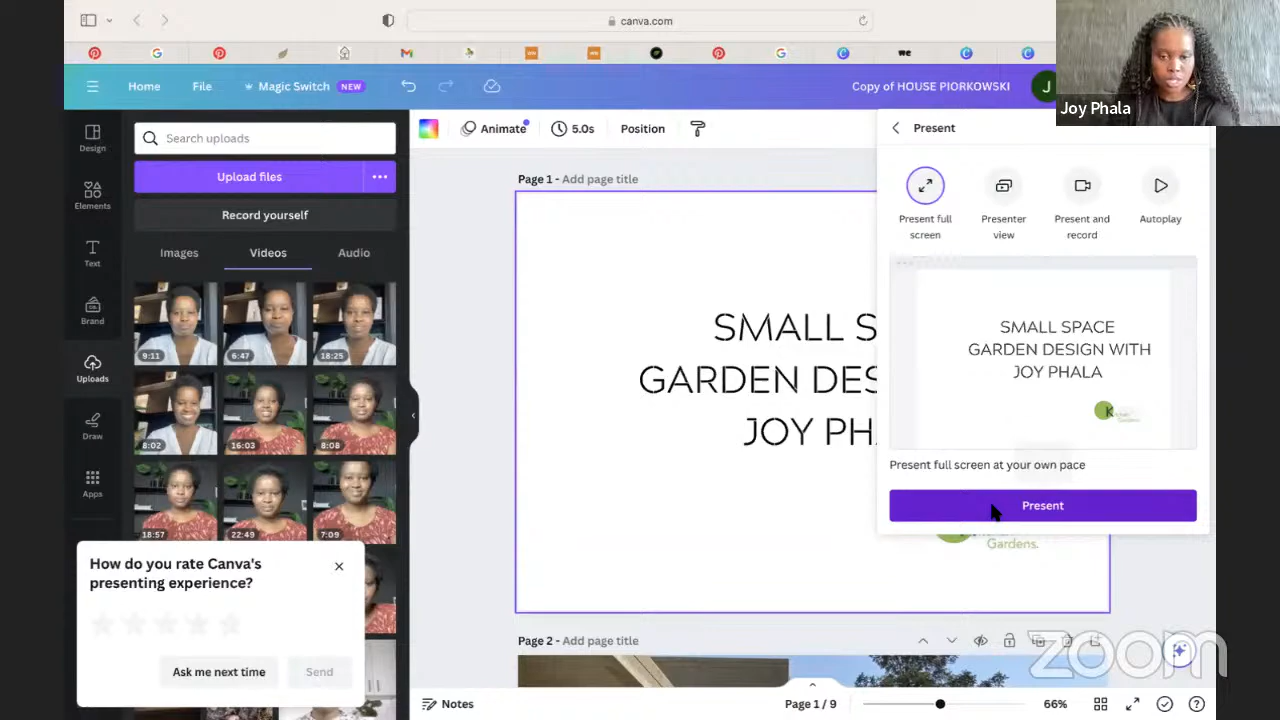 canva.com
Joy Phala
Home
File
Magic Switch
NEW
Copy of HOUSE PIORKOWSKI
J
Design
Elements
Text
Brand
Uploads
Draw
Apps
Search uploads
Upload files
Record yourself
Images
Videos
Audio
9:11
6:47
18:25
8:02
16:03
8:08
18:57
22:49
7:09
How do you rate Canva's
presenting experience?
Ask me next time
Send
Animate
5.0s
Position
Page 1 - Add page title
SMALL S
GARDEN DES
JOY PH
Gardens.
Present
Present full
screen
Presenter
view
Present and
record
Autoplay
SMALL SPACE
GARDEN DESIGN WITH
JOY PHALA
Present full screen at your own pace
Present
Page 2 - Add page title
Notes
Page 1 / 9
66%
zoom